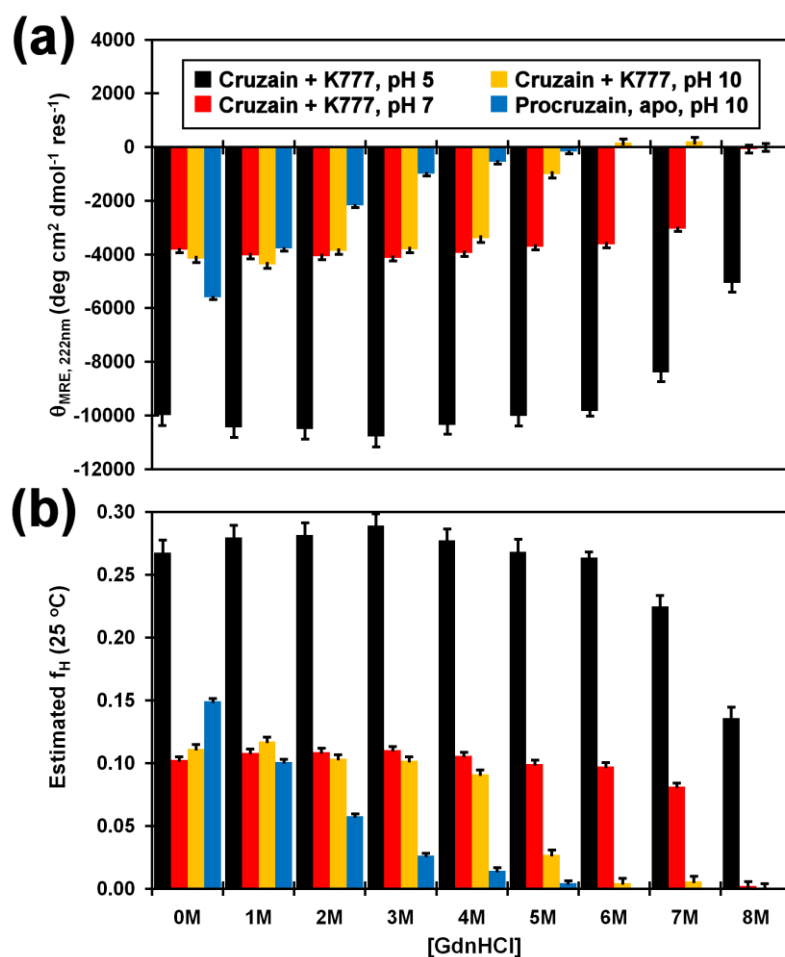 (a)
4000
2000
0
-2000
-4000
-6000
-8000
-10000
-12000
θMRE, 222nm (deg cm² dmol⁻¹ res⁻¹)
Cruzain + K777, pH 5
Cruzain + K777, pH 10
Cruzain + K777, pH 7
Procruzain, apo, pH 10
(b)
0.30
0.25
0.20
0.15
0.10
0.05
0.00
Estimated fH (25 °C)
0M 1M 2M 3M 4M 5M 6M 7M 8M
[GdnHCl]